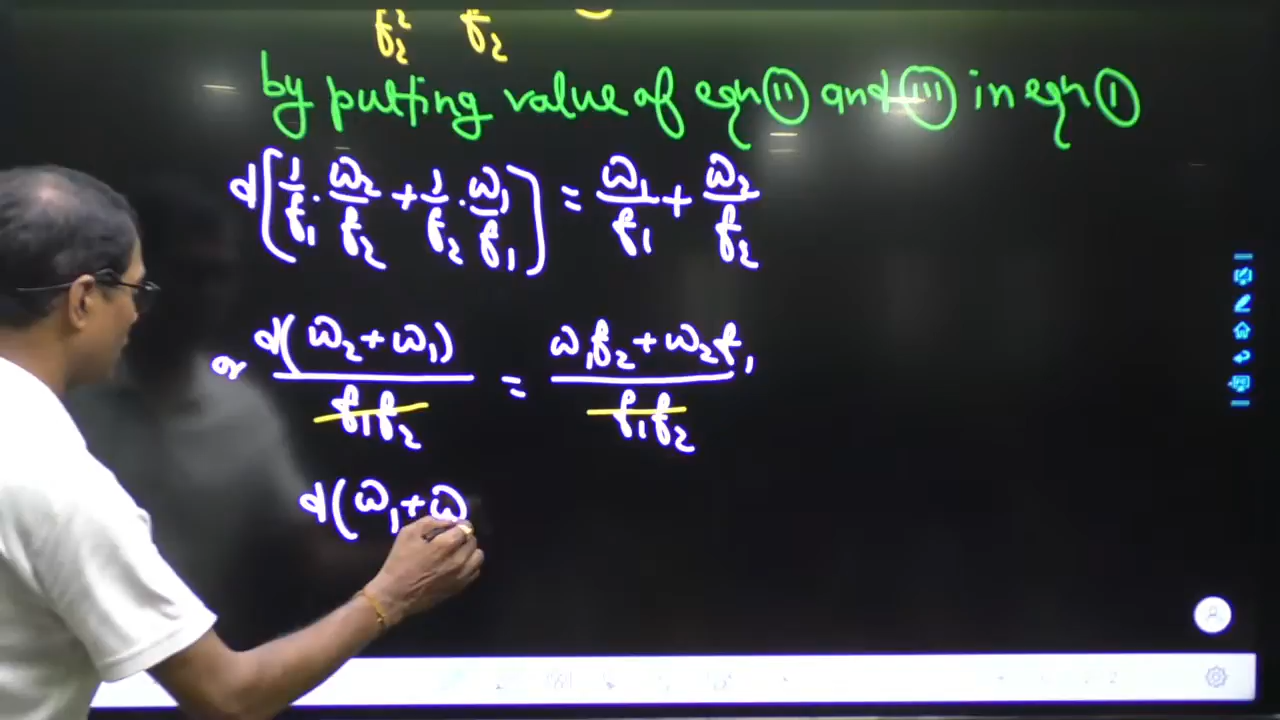 f₂² f₂
by putting value of eqn (II) and (III) in eqn (I)
d[1/f₁ . ω₂/f₂ + 1/f₂ . ω₁/f₁] = ω₁/f₁ + ω₂/f₂
or d(ω₂+ω₁)/f₁f₂ = ω₁f₂+ω₂f₁/f₁f₂
d(ω₁+ω